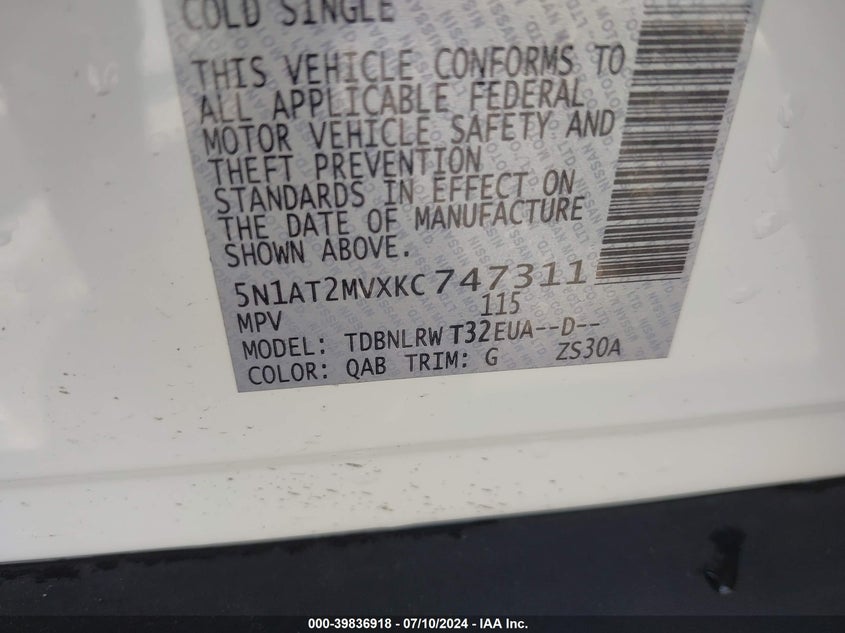 COLD SINGLE
THIS VEHICLE CONFORMS TO
ALL APPLICABLE FEDERAL
MOTOR VEHICLE SAFETY AND
THEFT PREVENTION
STANDARDS IN EFFECT ON
THE DATE OF MANUFACTURE
SHOWN ABOVE.
5N1AT2MVXKC747311
MPV 115
MODEL: TDBNLRW T32EUA--D--
COLOR: QAB TRIM: G ZS30A
000-39836918 - 07/10/2024 - IAA Inc.